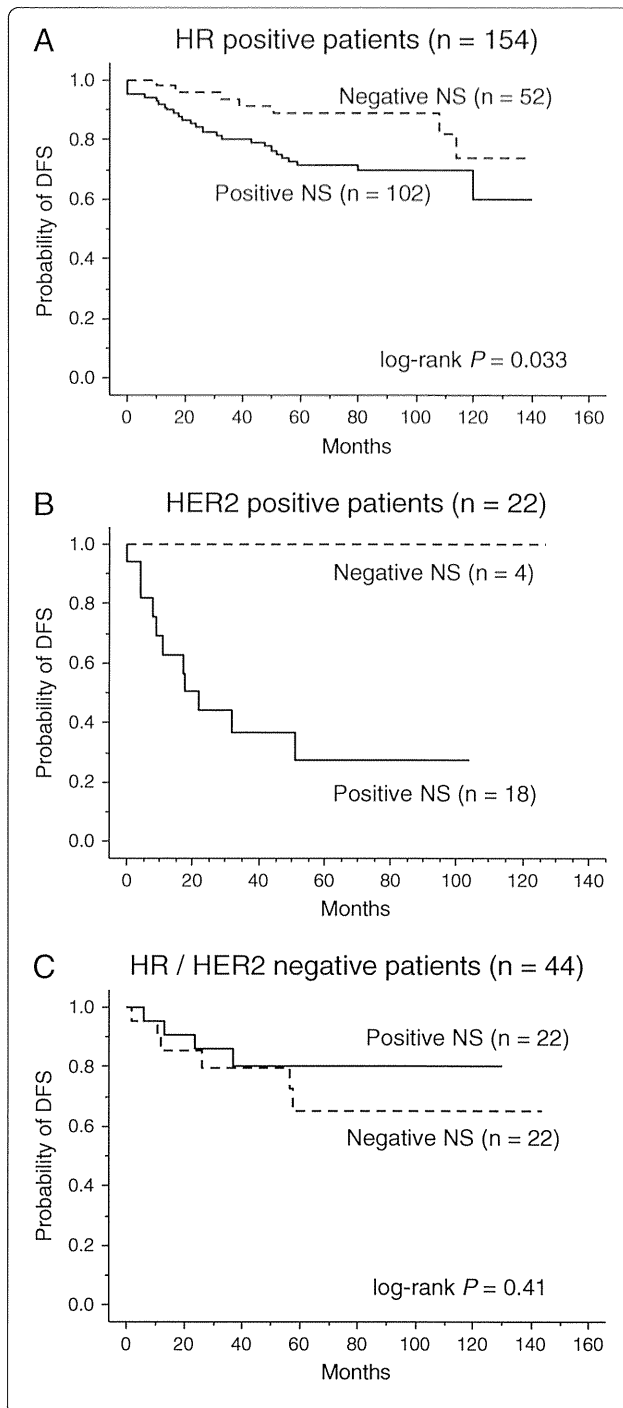 A HR positive patients (n = 154)
1.0
0.8
0.6
0.4
0.2
0.0
Probability of DFS
Negative NS (n = 52)
Positive NS (n = 102)
log-rank P = 0.033
0 20 40 60 80 100 120 140 160
Months
B HER2 positive patients (n = 22)
1.0
0.8
0.6
0.4
0.2
0.0
Probability of DFS
Negative NS (n = 4)
Positive NS (n = 18)
0 20 40 60 80 100 120 140
Months
C HR / HER2 negative patients (n = 44)
1.0
0.8
0.6
0.4
0.2
0.0
Probability of DFS
Positive NS (n = 22)
Negative NS (n = 22)
log-rank P = 0.41
0 20 40 60 80 100 120 140 160
Months